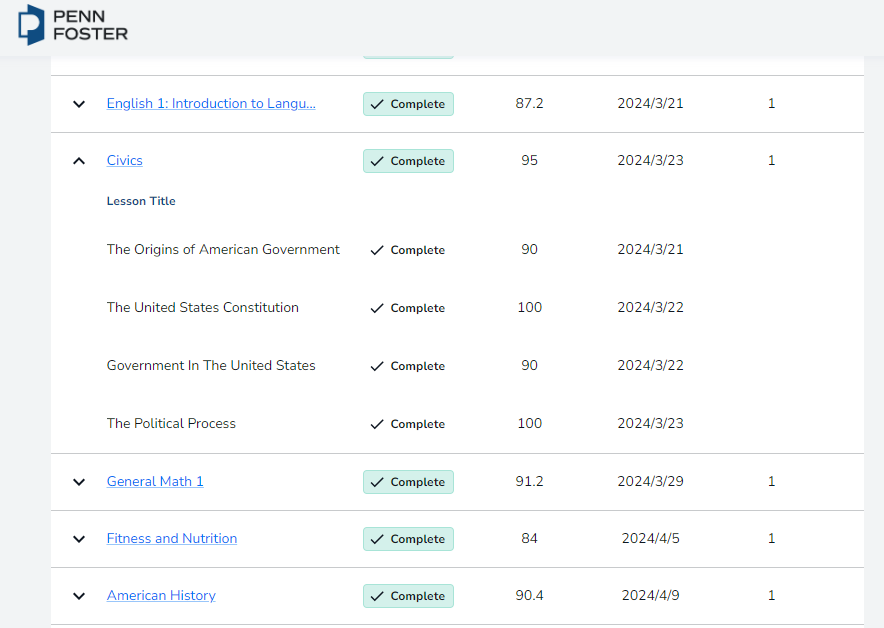 PENN
FOSTER
English 1: Introduction to Langu... Complete 87.2 2024/3/21 1
Civics Complete 95 2024/3/23 1
Lesson Title
The Origins of American Government Complete 90 2024/3/21
The United States Constitution Complete 100 2024/3/22
Government In The United States Complete 90 2024/3/22
The Political Process Complete 100 2024/3/23
General Math 1 Complete 91.2 2024/3/29 1
Fitness and Nutrition Complete 84 2024/4/5 1
American History Complete 90.4 2024/4/9 1